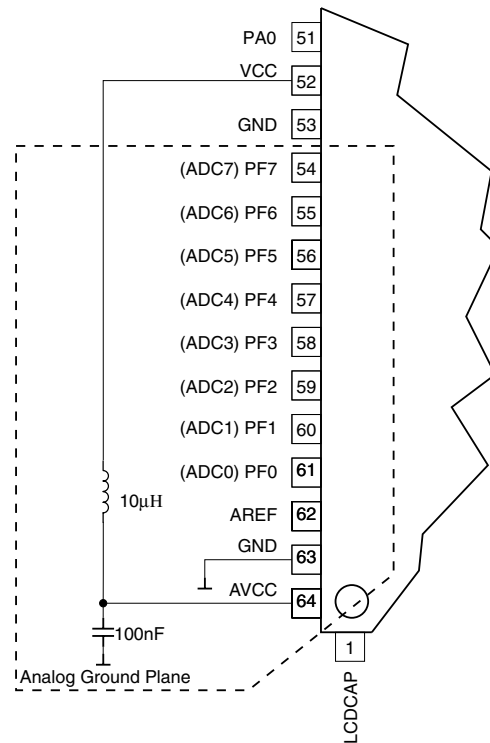 PA0 51
VCC 52
GND 53
(ADC7) PF7 54
(ADC6) PF6 55
(ADC5) PF5 56
(ADC4) PF4 57
(ADC3) PF3 58
(ADC2) PF2 59
(ADC1) PF1 60
(ADC0) PF0 61
10μH
AREF 62
GND 63
AVCC 64
100nF
1
Analog Ground Plane
LCDCAP